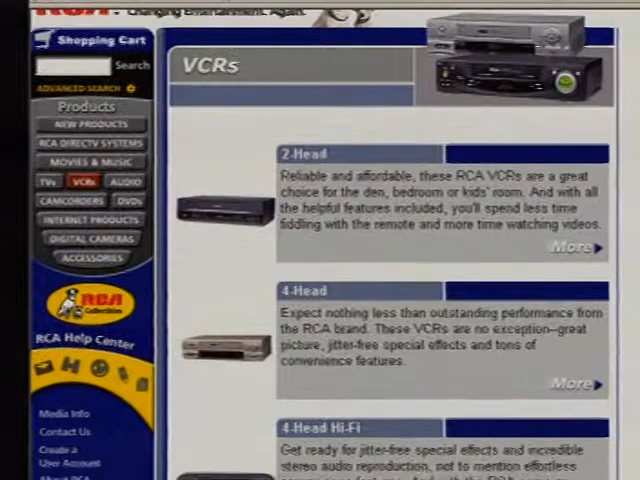 RCA Changing Entertainment. Again.
Shopping Cart
Search
ADVANCED SEARCH
Products
NEW PRODUCTS
RCA DIRECTV SYSTEMS
MOVIES & MUSIC
TVs VCRs AUDIO
CAMCORDERS DVDs
INTERNET PRODUCTS
DIGITAL CAMERAS
ACCESSORIES
RCA
Collectibles
RCA Help Center
Media Info
Contact Us
Create a
User Account
About RCA
VCRs
2-Head
Reliable and affordable, these RCA VCRs are a great
choice for the den, bedroom or kids' room. And with all
the helpful features included, you'll spend less time
fiddling with the remote and more time watching videos.
More
4-Head
Expect nothing less than outstanding performance from
the RCA brand. These VCRs are no exception--great
picture, jitter-free special effects and tons of
convenience features.
More
4-Head Hi-Fi
Get ready for jitter-free special effects and incredible
stereo audio reproduction, not to mention effortless